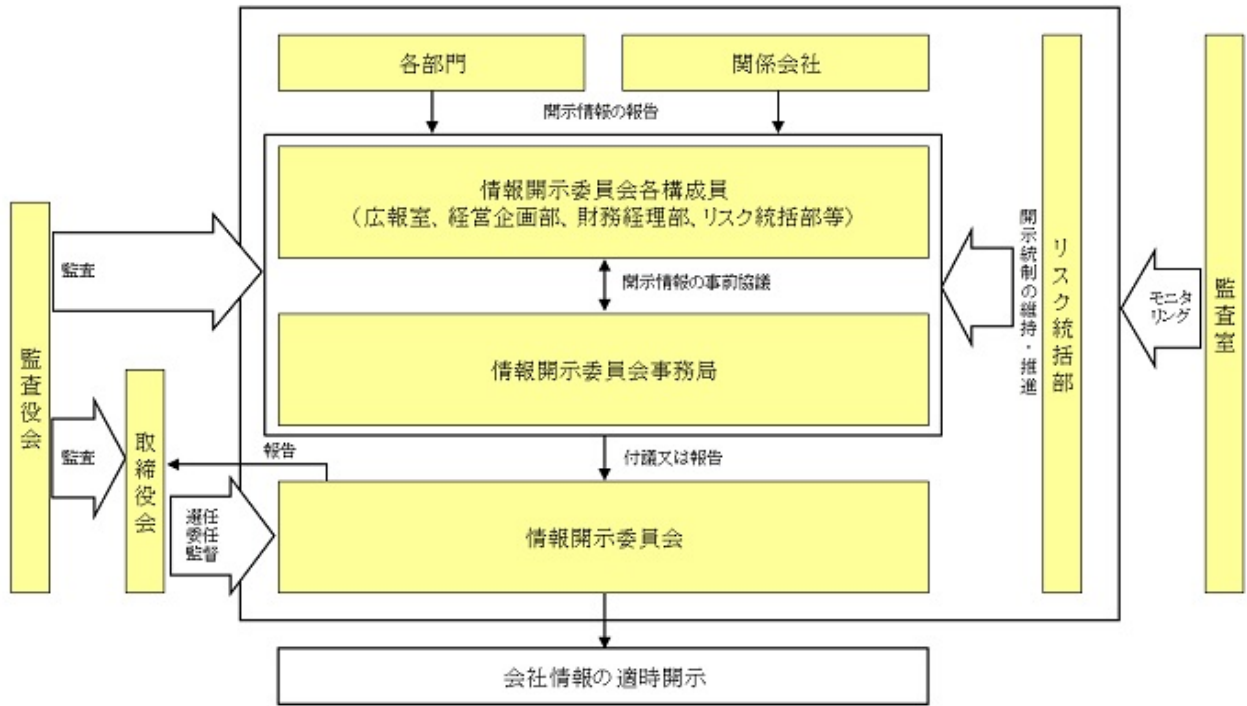 各部門
関係会社
開示情報の報告
情報開示委員会各構成員
（広報室、経営企画部、財務経理部、リスク統括部等）
開示情報の事前協議
情報開示委員会事務局
付議又は報告
情報開示委員会
会社情報の適時開示
監査役会
監査
監査
取締役会
報告
選任
委任
監督
開示統制の維持・推進
リスク統括部
モニタ
リング
監査室